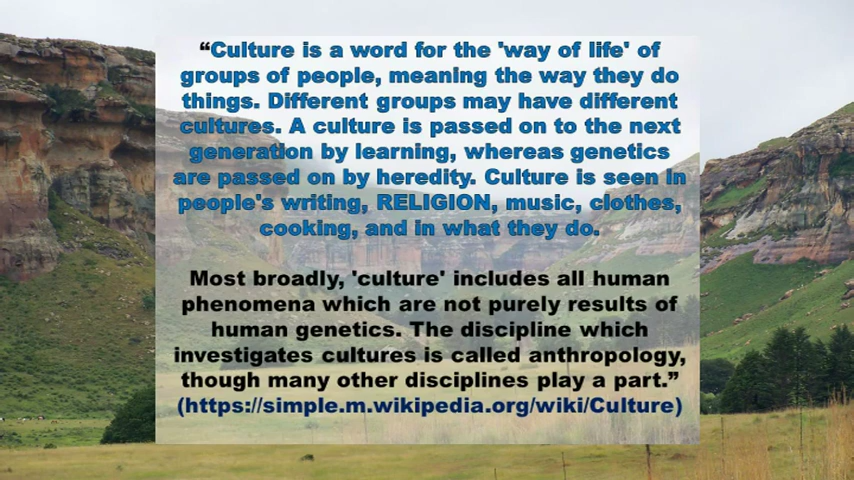 “Culture is a word for the 'way of life' of
groups of people, meaning the way they do
things. Different groups may have different
cultures. A culture is passed on to the next
generation by learning, whereas genetics
are passed on by heredity. Culture is seen in
people's writing, RELIGION, music, clothes,
cooking, and in what they do.
Most broadly, 'culture' includes all human
phenomena which are not purely results of
human genetics. The discipline which
investigates cultures is called anthropology,
though many other disciplines play a part.”
(https://simple.m.wikipedia.org/wiki/Culture)